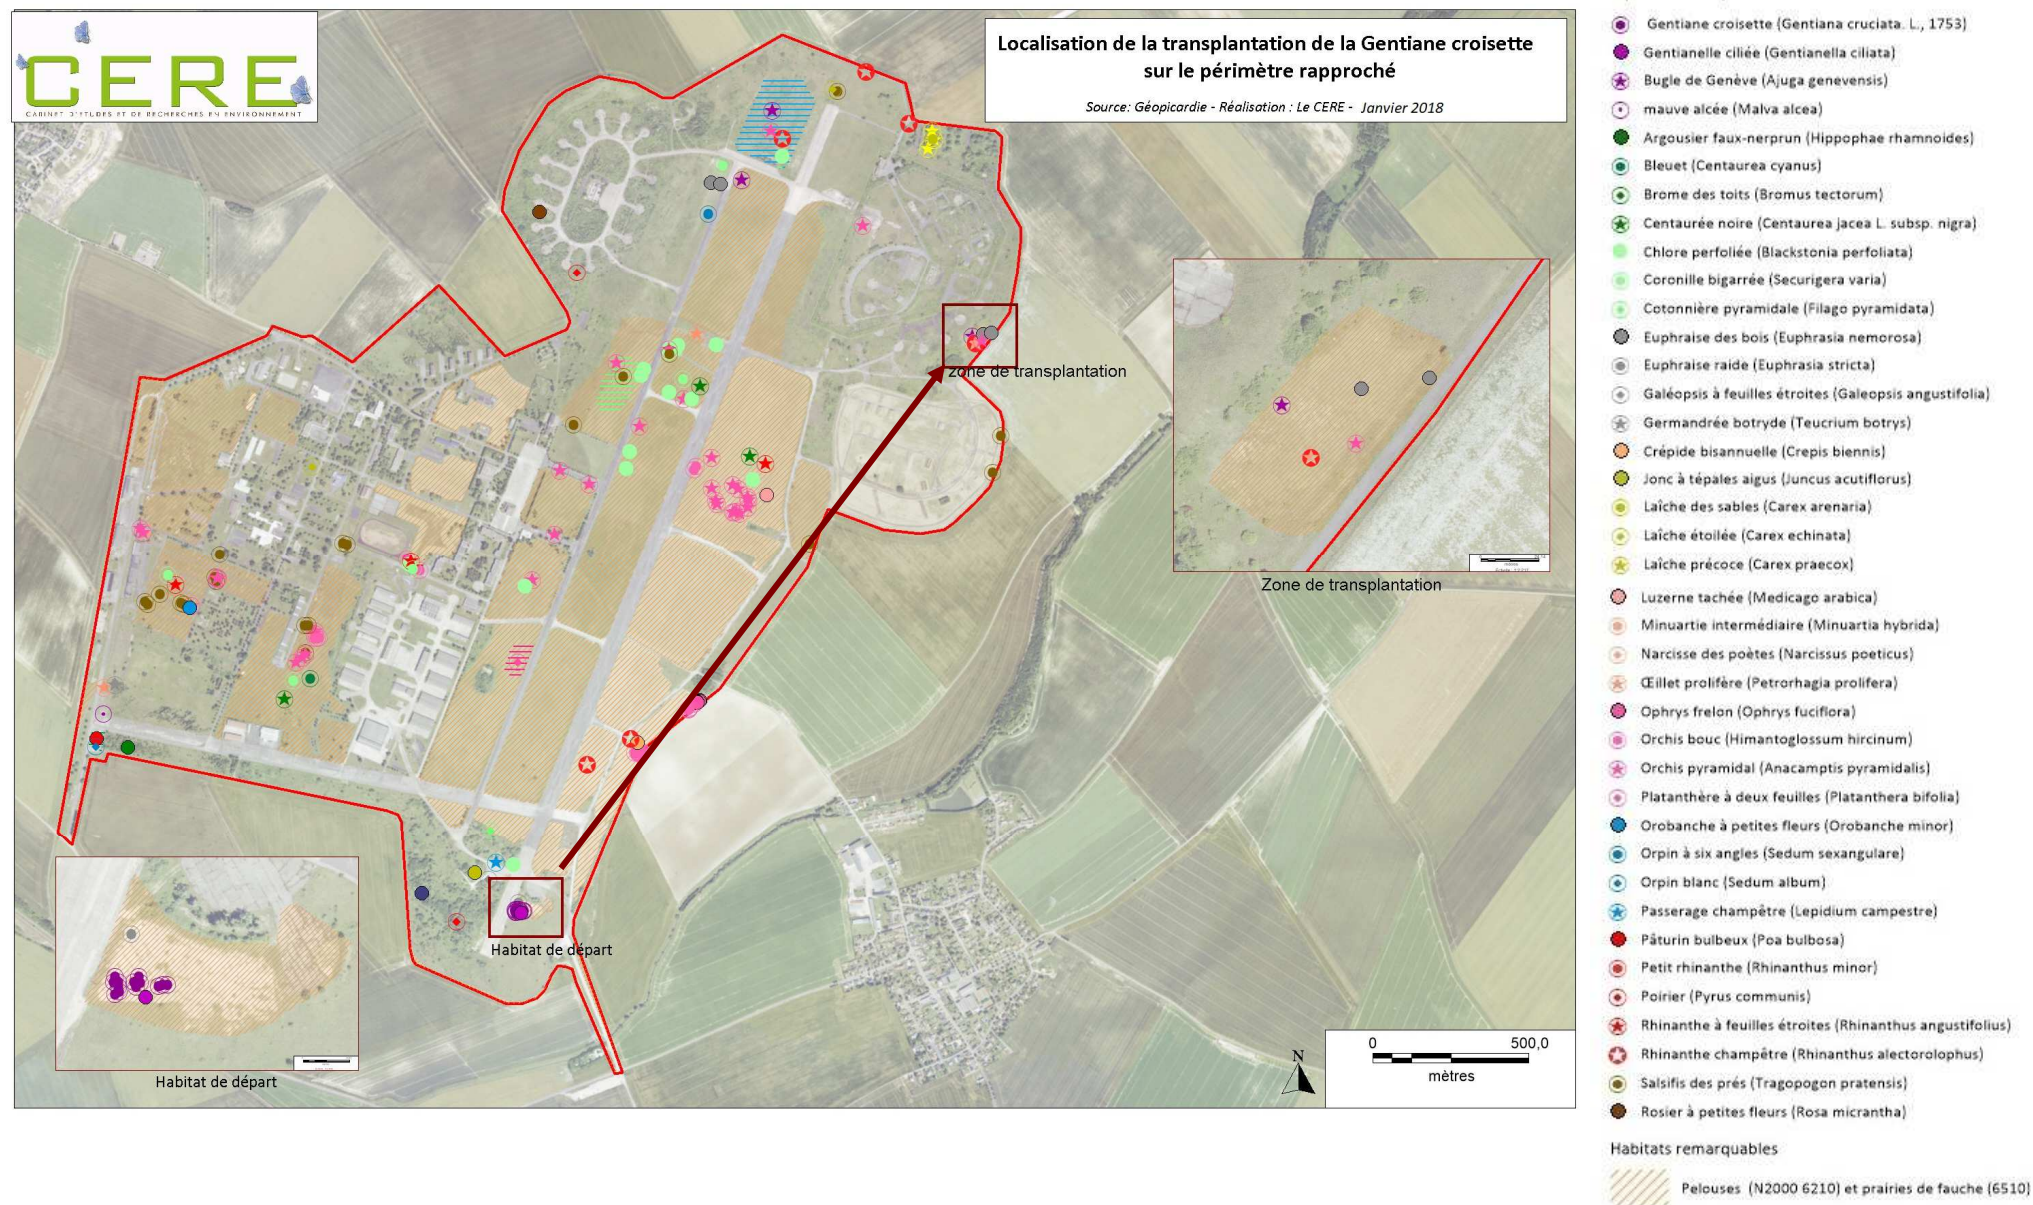 CERE
CABINET D'ETUDES ET DE RECHERCHES EN ENVIRONNEMENT
Localisation de la transplantation de la Gentiane croisette
sur le périmètre rapproché
Source: Géopicardie - Réalisation : Le CERE - Janvier 2018
zone de transplantation
Zone de transplantation
Habitat de départ
Habitat de départ
N
0 500,0
mètres
Gentiane croisette (Gentiana cruciata. L., 1753)
Gentianelle ciliée (Gentianella ciliata)
Bugle de Genève (Ajuga genevensis)
mauve alcée (Malva alcea)
Argousier faux-nerprun (Hippophae rhamnoides)
Bleuet (Centaurea cyanus)
Brome des toits (Bromus tectorum)
Centaurée noire (Centaurea jacea L. subsp. nigra)
Chlore perfoliée (Blackstonia perfoliata)
Coronille bigarrée (Securigera varia)
Cotonnière pyramidale (Filago pyramidata)
Euphraise des bois (Euphrasia nemorosa)
Euphraise raide (Euphrasia stricta)
Galéopsis à feuilles étroites (Galeopsis angustifolia)
Germandrée botryde (Teucrium botrys)
Crépide bisannuelle (Crepis biennis)
Jonc à tépales aigus (Juncus acutiflorus)
Laîche des sables (Carex arenaria)
Laîche étoilée (Carex echinata)
Laîche précoce (Carex praecox)
Luzerne tachée (Medicago arabica)
Minuartie intermédiaire (Minuartia hybrida)
Narcisse des poètes (Narcissus poeticus)
Œillet prolifère (Petrorhagia prolifera)
Ophrys frelon (Ophrys fuciflora)
Orchis bouc (Himantoglossum hircinum)
Orchis pyramidal (Anacamptis pyramidalis)
Platanthère à deux feuilles (Platanthera bifolia)
Orobanche à petites fleurs (Orobanche minor)
Orpin à six angles (Sedum sexangulare)
Orpin blanc (Sedum album)
Passerage champêtre (Lepidium campestre)
Pâturin bulbeux (Poa bulbosa)
Petit rhinanthe (Rhinanthus minor)
Poirier (Pyrus communis)
Rhinanthe à feuilles étroites (Rhinanthus angustifolius)
Rhinanthe champêtre (Rhinanthus alectorolophus)
Salsifis des prés (Tragopogon pratensis)
Rosier à petites fleurs (Rosa micrantha)
Habitats remarquables
Pelouses (N2000 6210) et prairies de fauche (6510)